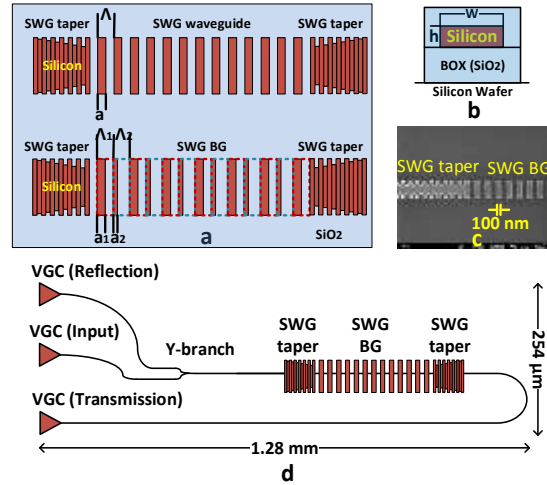 Λ
SWG taper SWG waveguide SWG taper
Silicon
a
Λ1 Λ2
SWG taper SWG BG SWG taper
Silicon
a1 a2
a
SiO2
W
h Silicon
BOX (SiO2)
Silicon Wafer
b
SWG taper SWG BG
100 nm
C
VGC (Reflection)
VGC (Input)
Y-branch
SWG taper
SWG BG
SWG taper
VGC (Transmission)
254 μm
1.28 mm
d